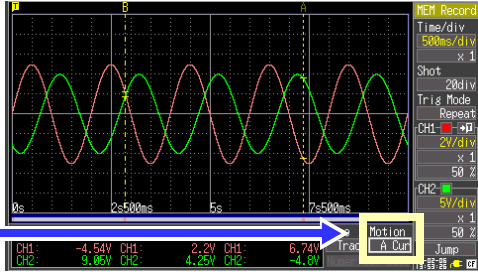 T
B
A
MEM Record
Time/div
500ms/div
× 1
Shot
20div
Trig Mode
Repeat
CH1- T
2V/div
× 1
50 %
CH2-
5V/div
× 1
50 %
0s 2s500ms 5s 7s500ms
Motion
Trac A Cur
Jump
CH1: -4.54V CH1: 2.2V CH1: 6.74V
CH2: 9.05V CH2: 4.25V CH2: -4.8V